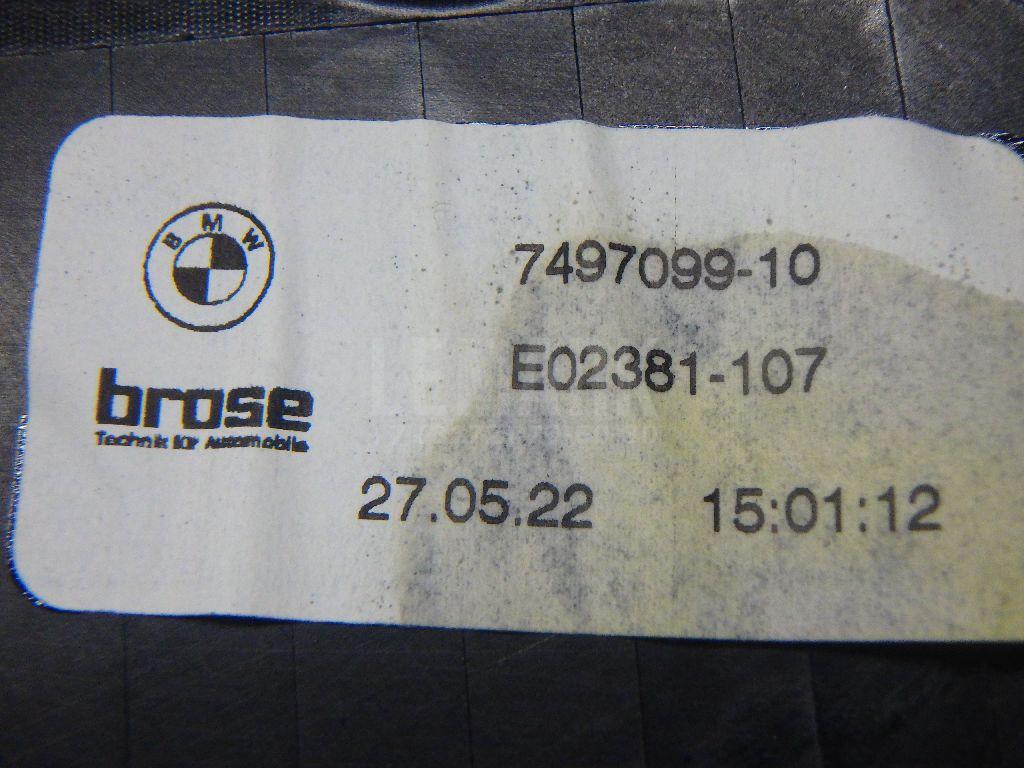 BMW
7497099-10
brose
Technik für Automobile
E02381-107
27.05.22 15:01:12